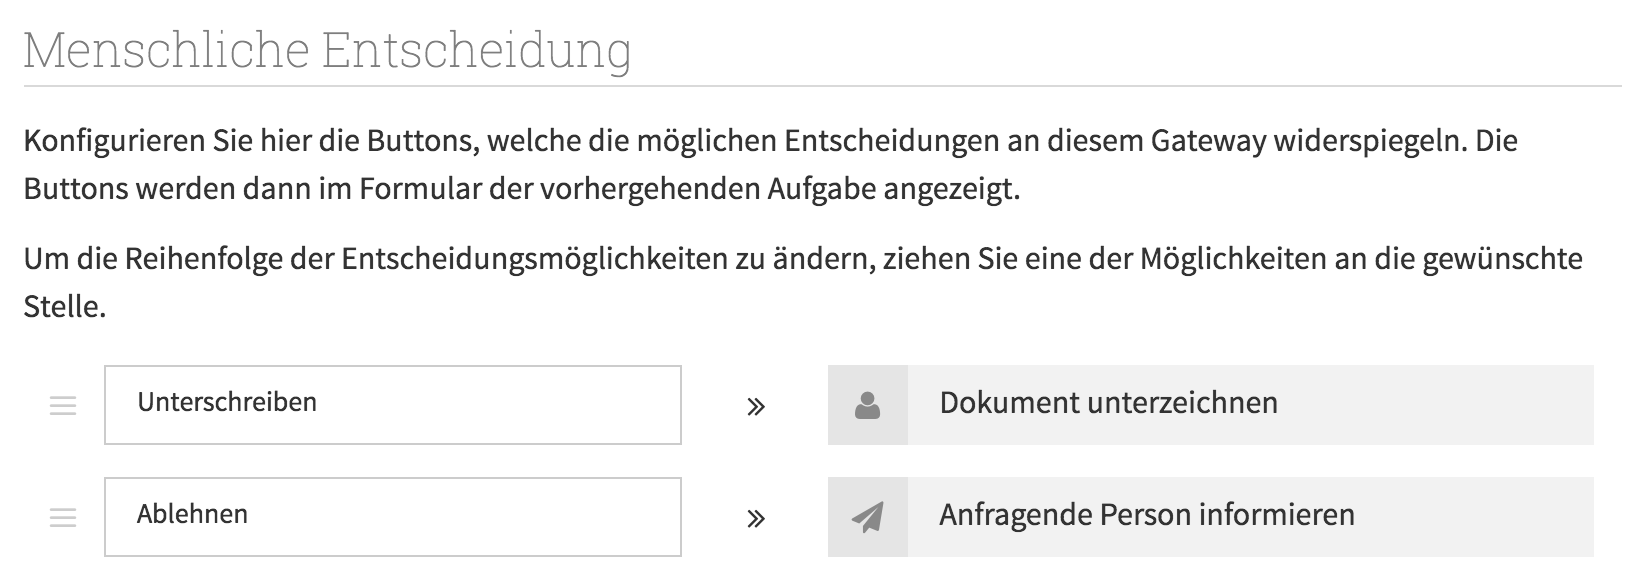 Menschliche Entscheidung
Konfigurieren Sie hier die Buttons, welche die möglichen Entscheidungen an diesem Gateway widerspiegeln. Die
Buttons werden dann im Formular der vorhergehenden Aufgabe angezeigt.
Um die Reihenfolge der Entscheidungsmöglichkeiten zu ändern, ziehen Sie eine der Möglichkeiten an die gewünschte
Stelle.
Unterschreiben » Dokument unterzeichnen
Ablehnen » Anfragende Person informieren